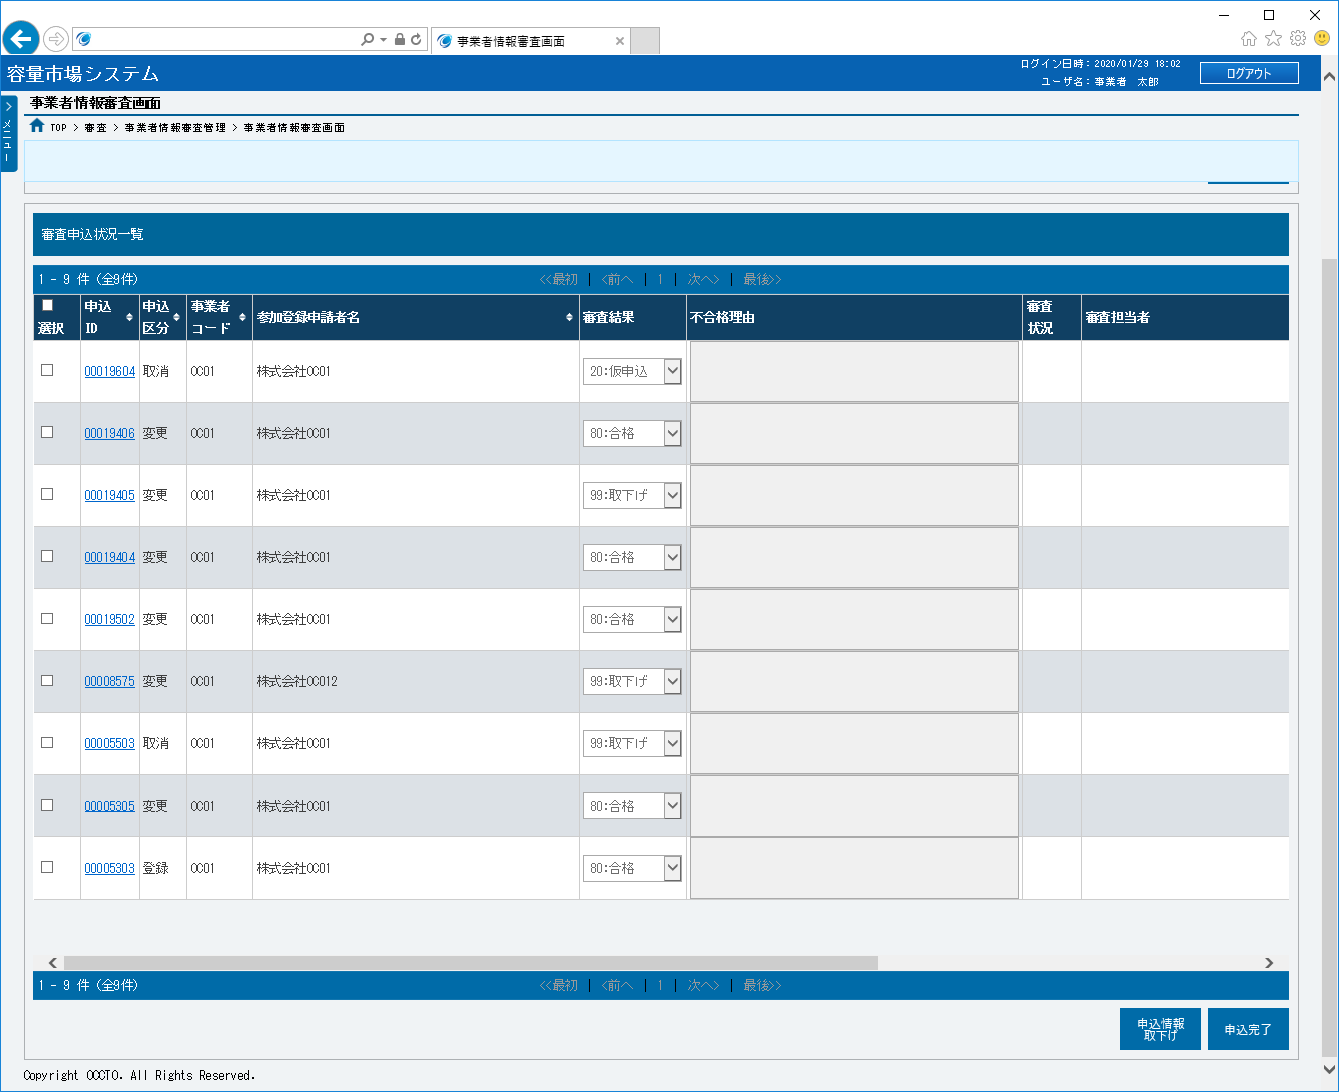 事業者情報審査画面
容量市場システム
ログイン日時：2020/01/29 18:02
ユーザ名：事業者　太郎
ログアウト
メニュー
事業者情報審査画面
TOP > 審査 > 事業者情報審査管理 > 事業者情報審査画面
審査申込状況一覧
1 - 9 件 (全9件) <<最初 | <前へ | 1 | 次へ> | 最後>>
選択 申込ID 申込区分 事業者コード 参加登録申請者名 審査結果 不合格理由 審査状況 審査担当者
00019604 取消 0C01 株式会社0C01 20:仮申込
00019406 変更 0C01 株式会社0C01 80:合格
00019405 変更 0C01 株式会社0C01 99:取下げ
00019404 変更 0C01 株式会社0C01 80:合格
00019502 変更 0C01 株式会社0C01 80:合格
00008575 変更 0C01 株式会社0C012 99:取下げ
00005503 取消 0C01 株式会社0C01 99:取下げ
00005305 変更 0C01 株式会社0C01 80:合格
00005303 登録 0C01 株式会社0C01 80:合格
1 - 9 件 (全9件) <<最初 | <前へ | 1 | 次へ> | 最後>>
申込情報
取下げ
申込完了
Copyright OCCTO. All Rights Reserved.